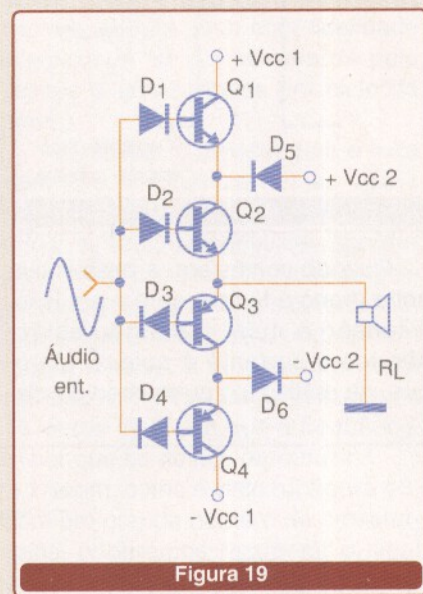 + Vcc 1
D1 Q1
D5
+ Vcc 2
D2 Q2
D3 Q3
Áudio
ent.
- Vcc 2
RL
D4 D6
Q4
- Vcc 1
Figura 19